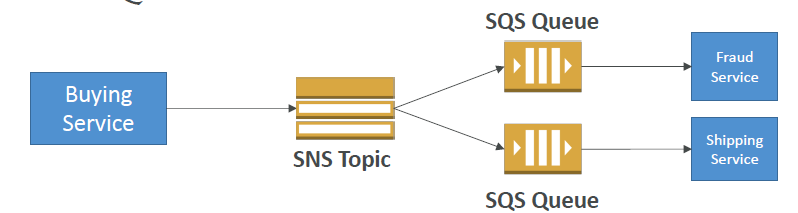 SQS Queue
Fraud
Service
Buying
Service
SNS Topic
Shipping
Service
SQS Queue